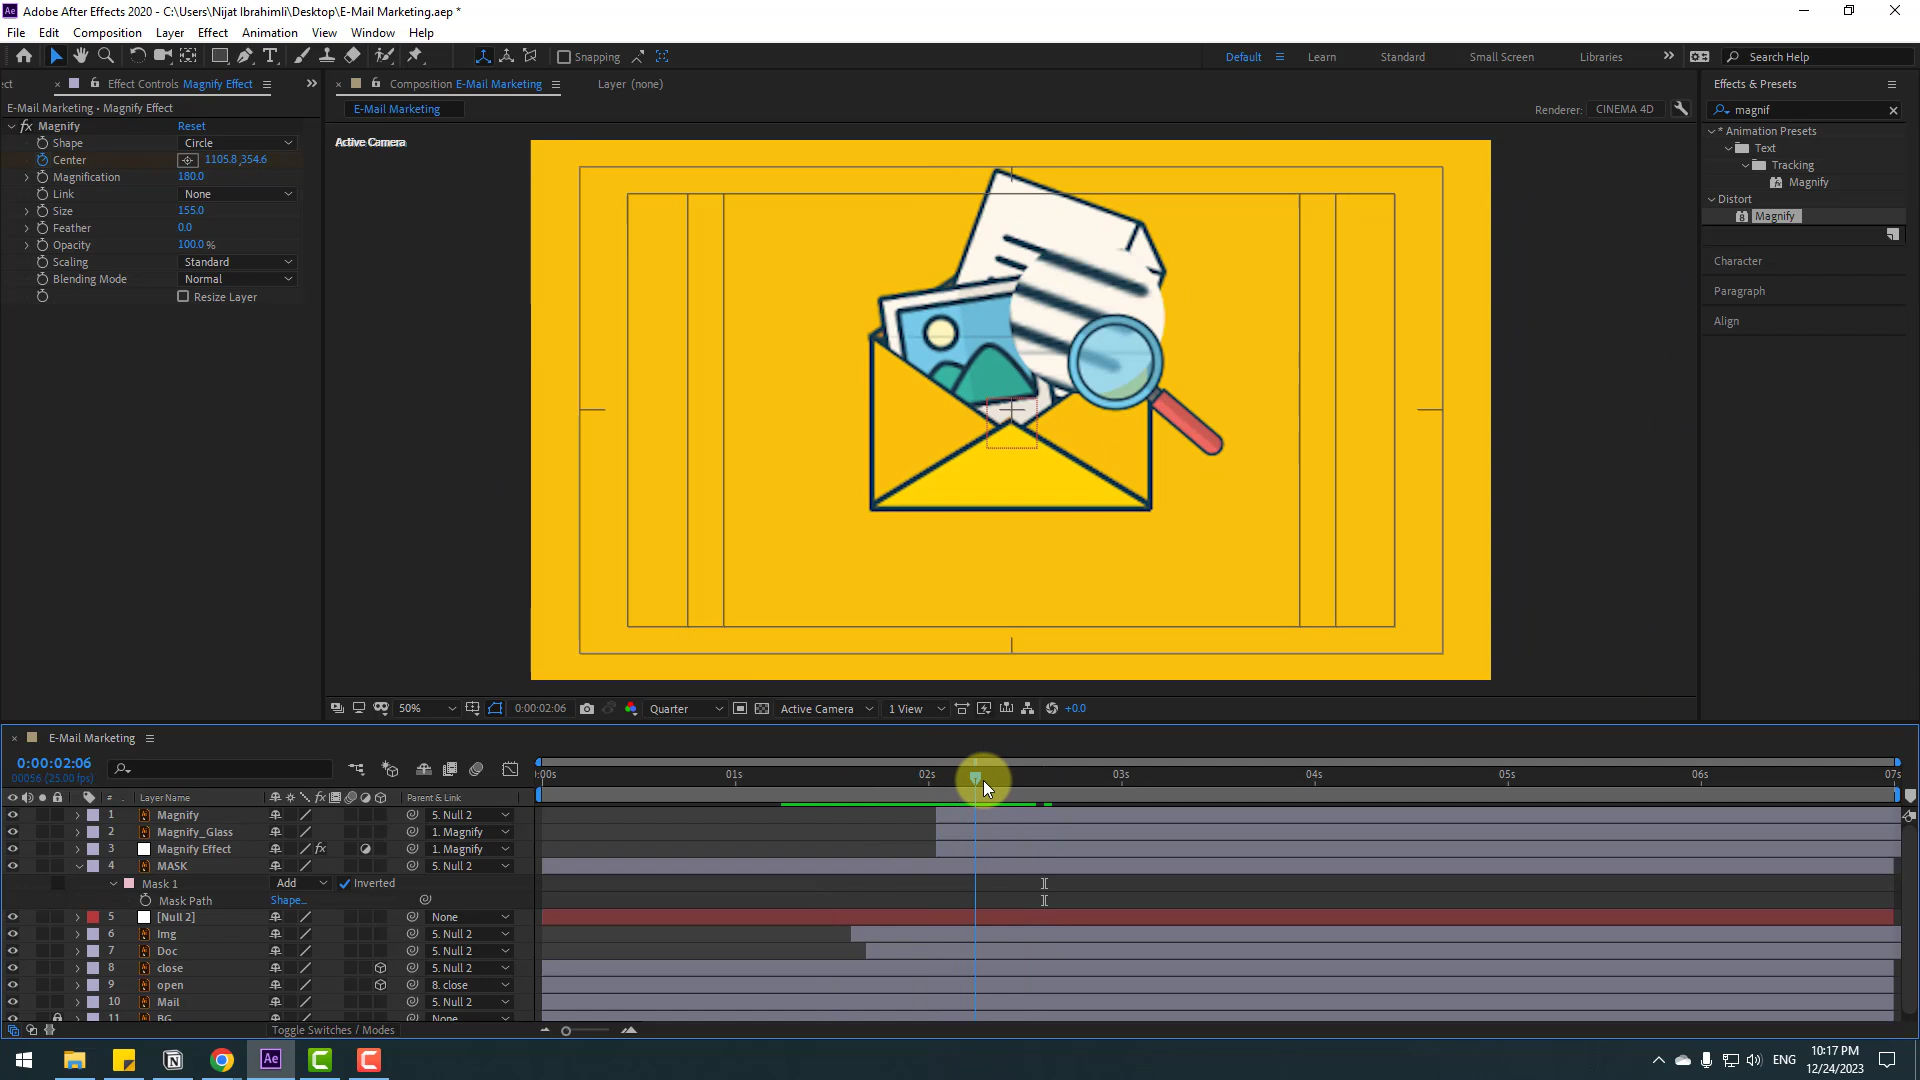 Adobe After Effects 2020 - C:\Users\Nijat Ibrahimli\Desktop\E-Mail Marketing.aep *
File Edit Composition Layer Effect Animation View Window Help
Snapping
Default Learn Standard Small Screen Libraries Search Help
ect Effect Controls Magnify Effect
E-Mail Marketing • Magnify Effect
fx Magnify Reset
Shape Circle
Center 1105.8 ,354.6
Magnification 180.0
Link None
Size 155.0
Feather 0.0
Opacity 100.0 %
Scaling Standard
Blending Mode Normal
Resize Layer
Composition E-Mail Marketing Layer (none)
E-Mail Marketing
Renderer: CINEMA 4D
Active Camera
50% 0:00:02:06 Quarter Active Camera 1 View +0.0
Effects & Presets
magnif
* Animation Presets
Text
Tracking
Magnify
Distort
Magnify
Character
Paragraph
Align
E-Mail Marketing
0:00:02:06
00056 (25.00 fps)
:00s 01s 02s 03s 04s 05s 06s 07s
# Layer Name fx Parent & Link
1 Magnify 5. Null 2
2 Magnify_Glass 1. Magnify
3 Magnify Effect fx 1. Magnify
4 MASK 5. Null 2
Mask 1 Add Inverted
Mask Path Shape...
5 [Null 2] None
6 Img 5. Null 2
7 Doc 5. Null 2
8 close 5. Null 2
9 open 8. close
10 Mail 5. Null 2
11 BG None
Toggle Switches / Modes
Ae
ENG
10:17 PM
12/24/2023